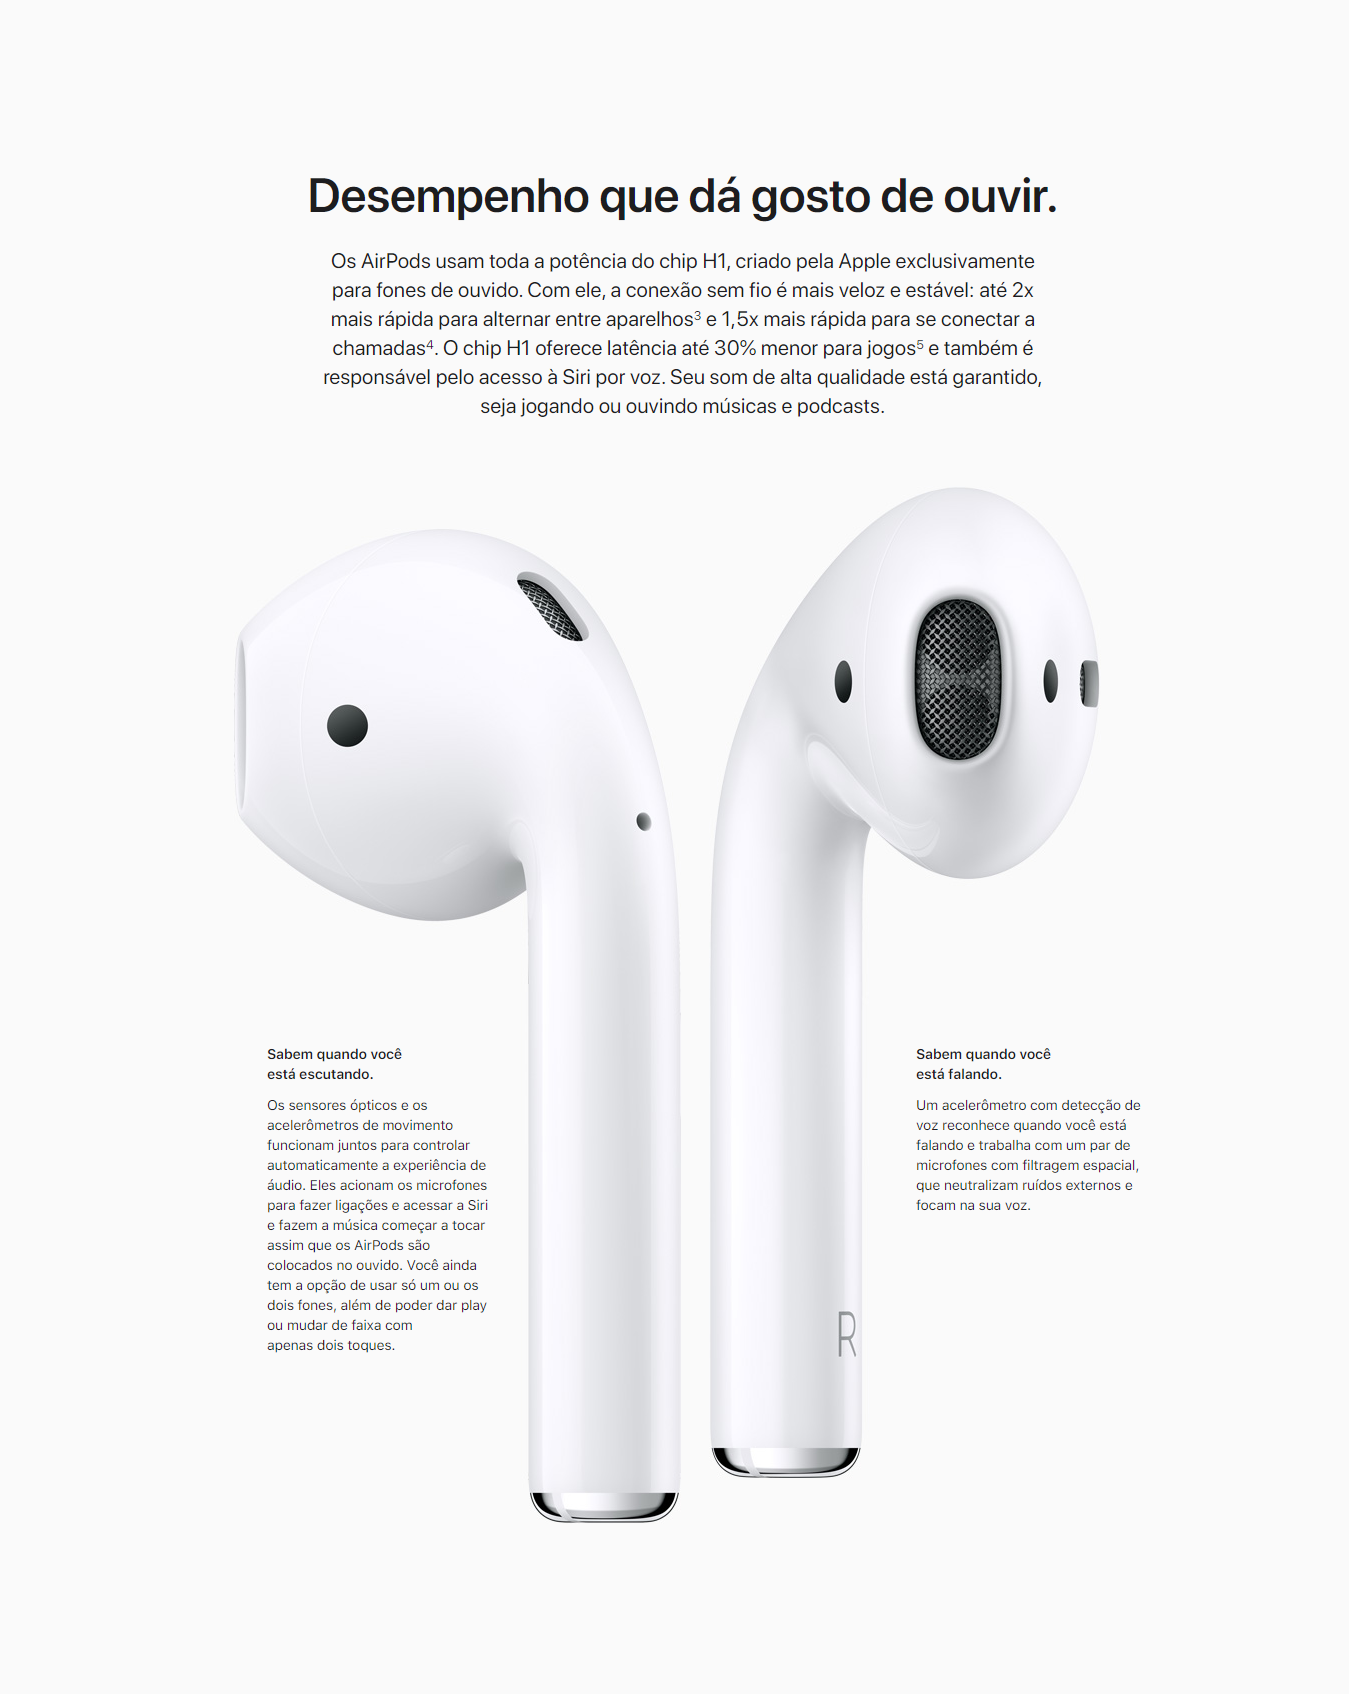 Desempenho que dá gosto de ouvir.
Os AirPods usam toda a potência do chip H1, criado pela Apple exclusivamente
para fones de ouvido. Com ele, a conexão sem fio é mais veloz e estável: até 2x
mais rápida para alternar entre aparelhos³ e 1,5x mais rápida para se conectar a
chamadas⁴. O chip H1 oferece latência até 30% menor para jogos⁵ e também é
responsável pelo acesso à Siri por voz. Seu som de alta qualidade está garantido,
seja jogando ou ouvindo músicas e podcasts.
Sabem quando você
está escutando.
Os sensores ópticos e os
acelerômetros de movimento
funcionam juntos para controlar
automaticamente a experiência de
áudio. Eles acionam os microfones
para fazer ligações e acessar a Siri
e fazem a música começar a tocar
assim que os AirPods são
colocados no ouvido. Você ainda
tem a opção de usar só um ou os
dois fones, além de poder dar play
ou mudar de faixa com
apenas dois toques.
Sabem quando você
está falando.
Um acelerômetro com detecção de
voz reconhece quando você está
falando e trabalha com um par de
microfones com filtragem espacial,
que neutralizam ruídos externos e
focam na sua voz.
R